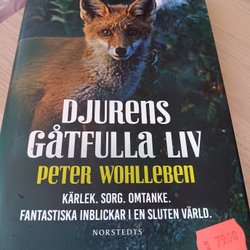 DJURENS
GÅTFULLA LIV
PETER WOHLLEBEN
KÄRLEK. SORG. OMTANKE.
FANTASTISKA INBLICKAR I EN SLUTEN VÄRLD.
NORSTEDTS